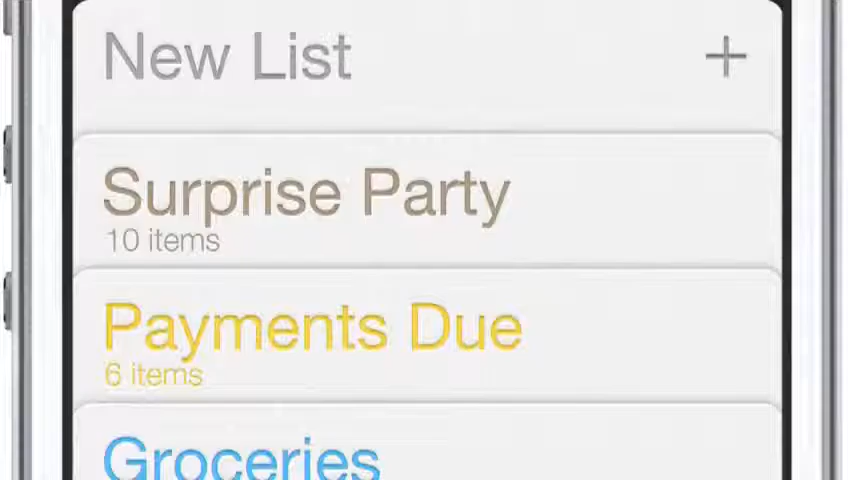 New List +
Surprise Party
10 items
Payments Due
6 items
Groceries